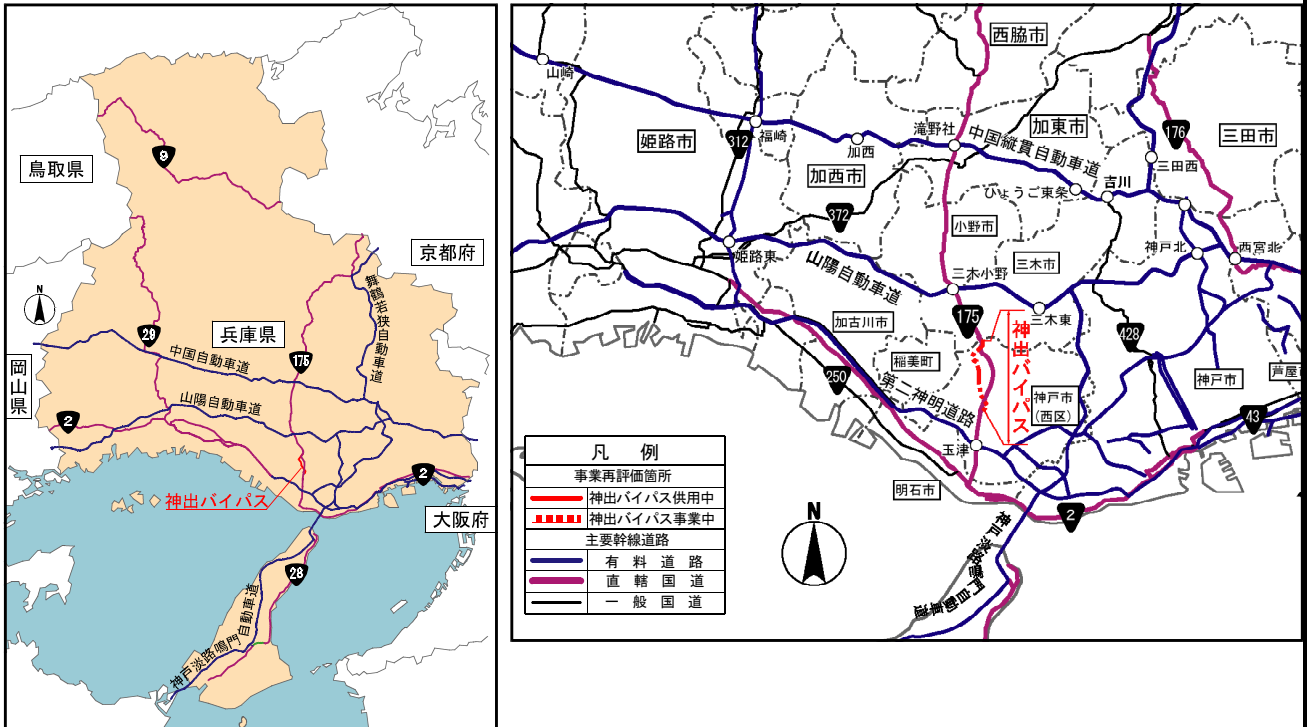 鳥取県
9
京都府
N
兵庫県
29
175
舞鶴若狭自動車道
中国自動車道
岡山県
山陽自動車道
2
2
神出バイパス
大阪府
28
神戸淡路鳴門自動車道
西脇市
山崎
姫路市
312
福崎
加西
滝野社
中国縦貫自動車道
加東市
176
三田市
三田西
加西市
ひょうご東条
吉川
372
小野市
姫路東
山陽自動車道
三木小野
三木市
神戸北
西宮北
三木東
175
加古川市
神出バイパス
428
稲美町
250
第二神明道路
神戸市
(西区)
神戸市
芦屋
43
玉津
明石市
2
N
神戸淡路鳴門自動車道
凡 例
事業再評価箇所
神出バイパス供用中
神出バイパス事業中
主要幹線道路
有 料 道 路
直 轄 国 道
一 般 国 道